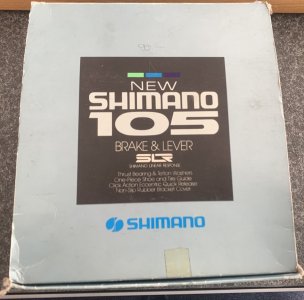 NEW
SHIMANO
105
BRAKE & LEVER
SLR
SHIMANO LINEAR RESPONSE
Thrust Bearing & Teflon Washers
One-Piece Shoe and Tire Guide
Click Action Eccentric Quick Release
Non-Slip Rubber Bracket Cover
SHIMANO